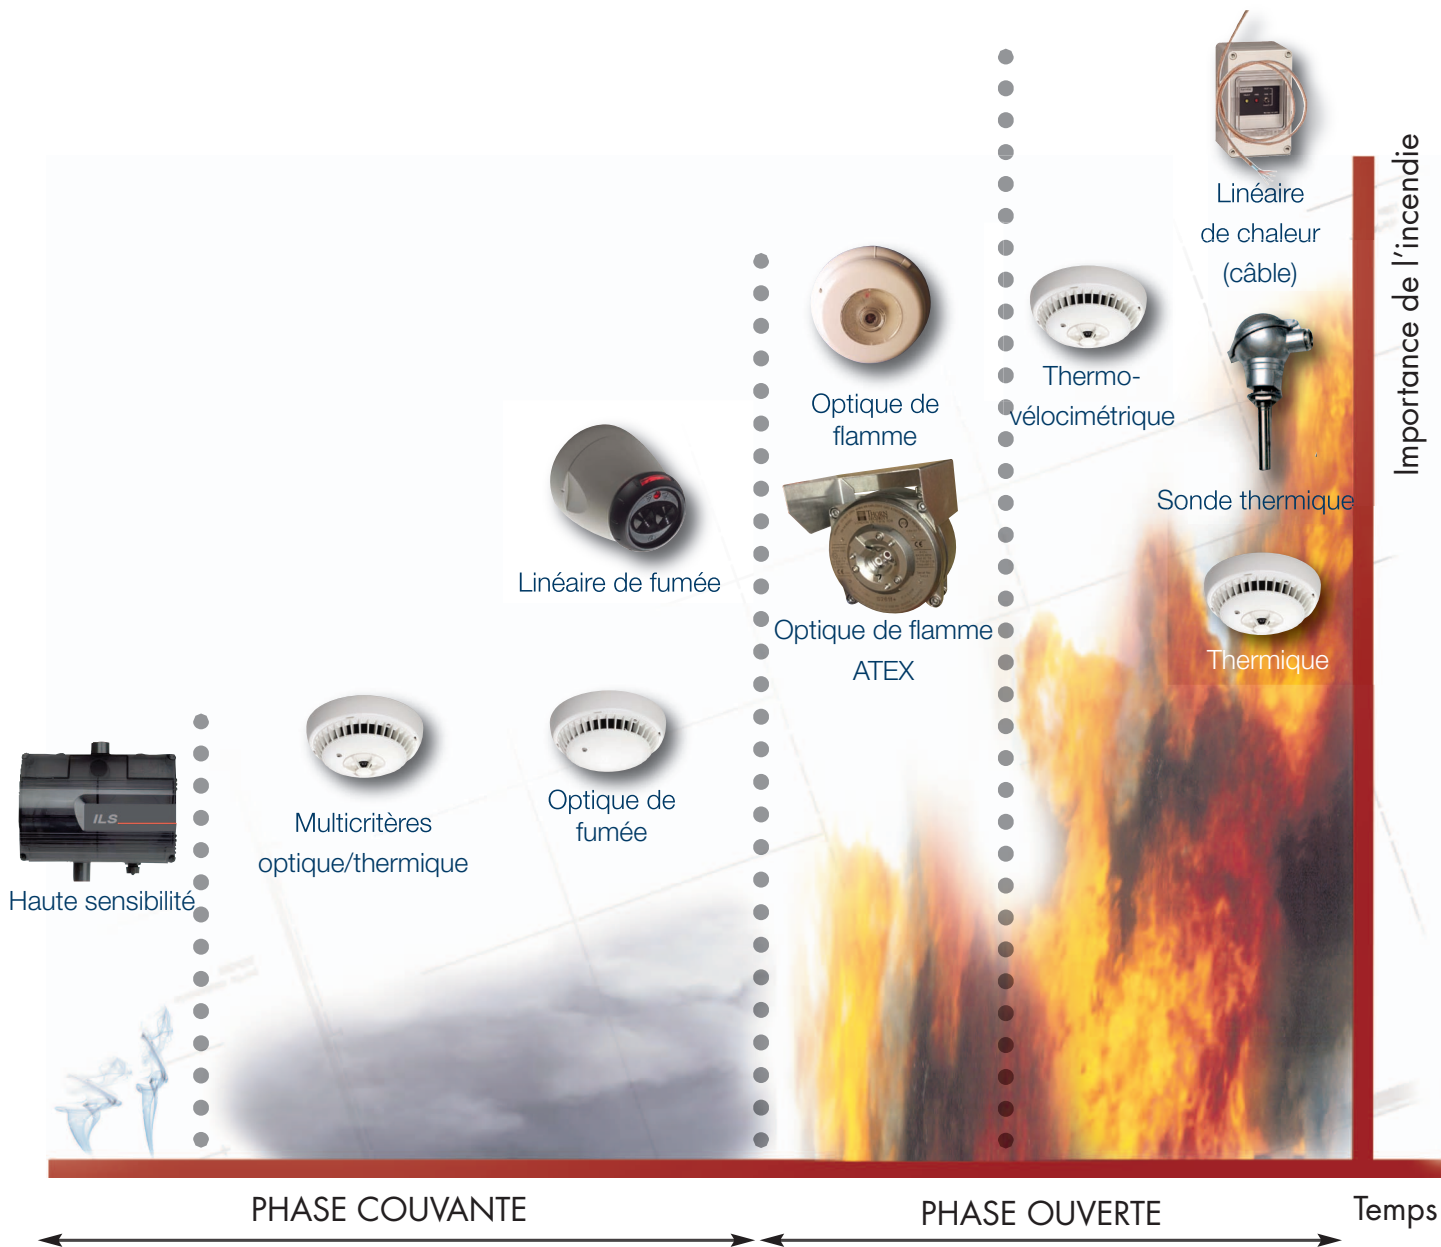 Linéaire
de chaleur
(câble)
Importance de l'incendie
Thermo-
vélocimétrique
Optique de
flamme
Sonde thermique
Linéaire de fumée
Optique de flamme
ATEX
Thermique
Multicritères
optique/thermique
Optique de
fumée
ILS
Haute sensibilité
PHASE COUVANTE
PHASE OUVERTE
Temps